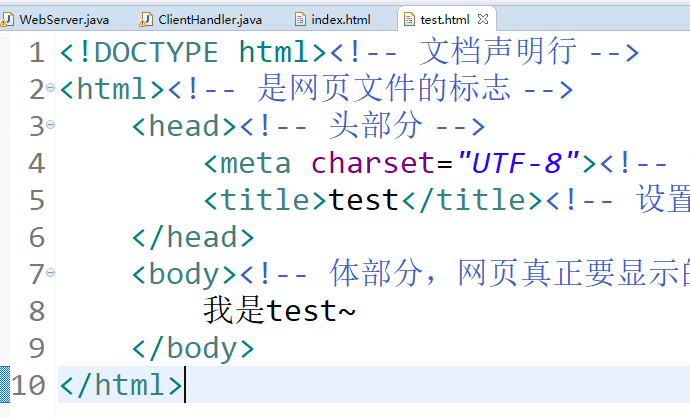 WebServer.java ClientHandler.java index.html test.html
1 <!DOCTYPE html><!-- 文档声明行 -->
2 <html><!-- 是网页文件的标志 -->
3 <head><!-- 头部分 -->
4 <meta charset="UTF-8"><!--
5 <title>test</title><!-- 设置
6 </head>
7 <body><!-- 体部分，网页真正要显示的
8 我是test~
9 </body>
10 </html>